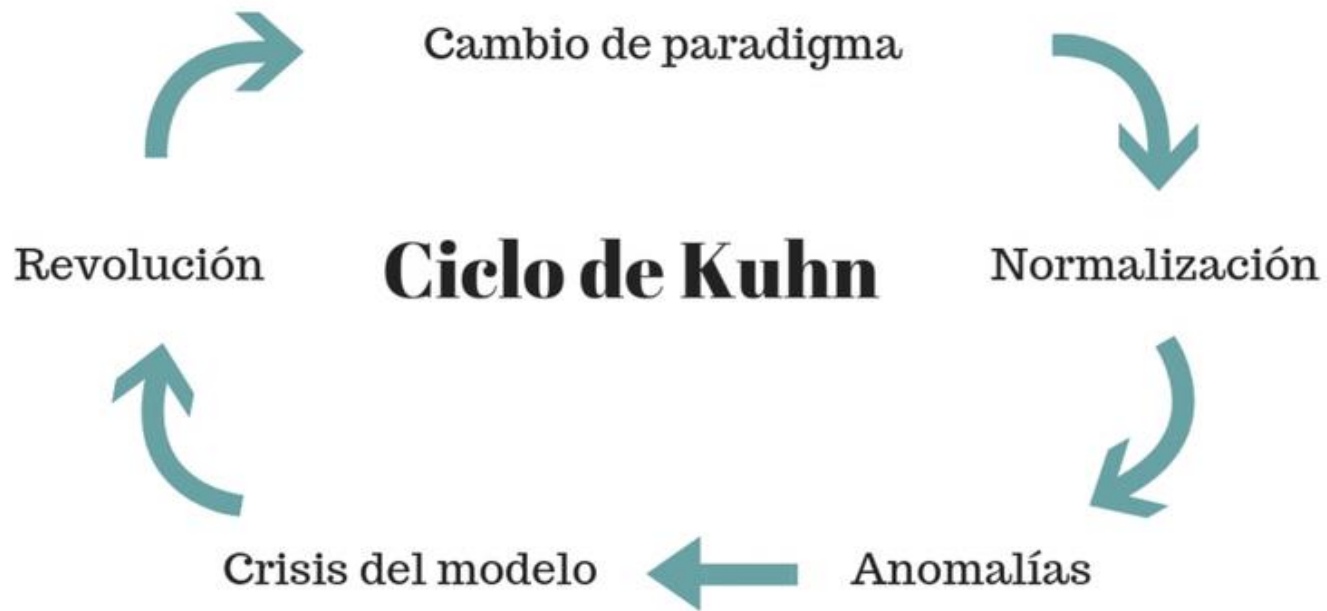 Cambio de paradigma
Revolución
Ciclo de Kuhn
Normalización
Crisis del modelo
Anomalías